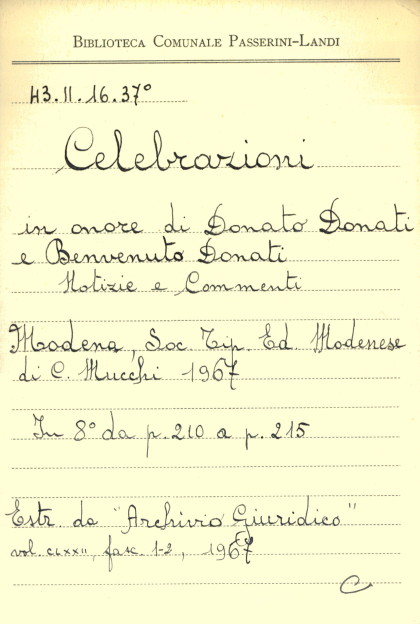 BIBLIOTECA COMUNALE PASSERINI-LANDI
43.II.16.37°
Celebrazioni
in onore di Donato Donati
e Benvenuto Donati
Notizie e Commenti
Modena, Soc Tip. Ed. Modenese
di C. Mucchi 1967
In 8° da p. 210 a p. 215
Estr. da "Archivio Giuridico"
vol. CLXXII, fasc. 1-2, 1967
C